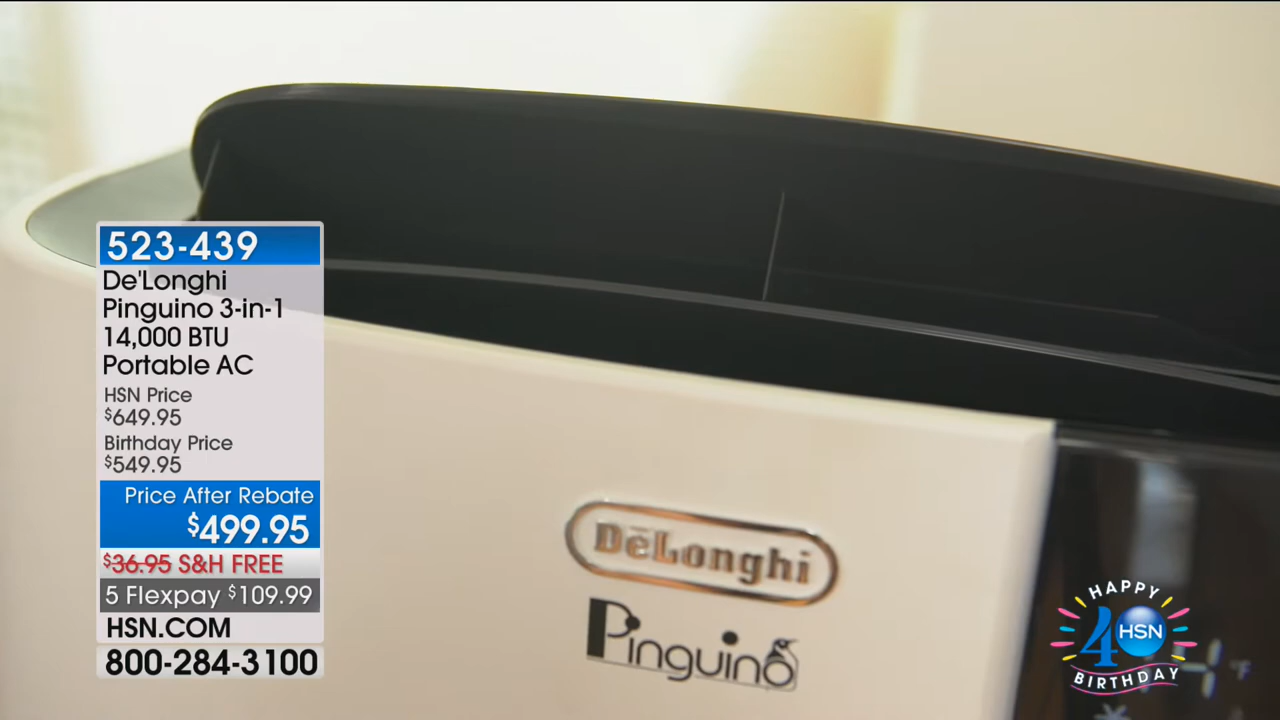 523-439
De'Longhi
Pinguino 3-in-1
14,000 BTU
Portable AC
HSN Price
$649.95
Birthday Price
$549.95
Price After Rebate
$499.95
$36.95 S&H FREE
5 Flexpay $109.99
HSN.COM
800-284-3100
DēLonghi
Pinguino
HAPPY
40 HSN
BIRTHDAY
°F